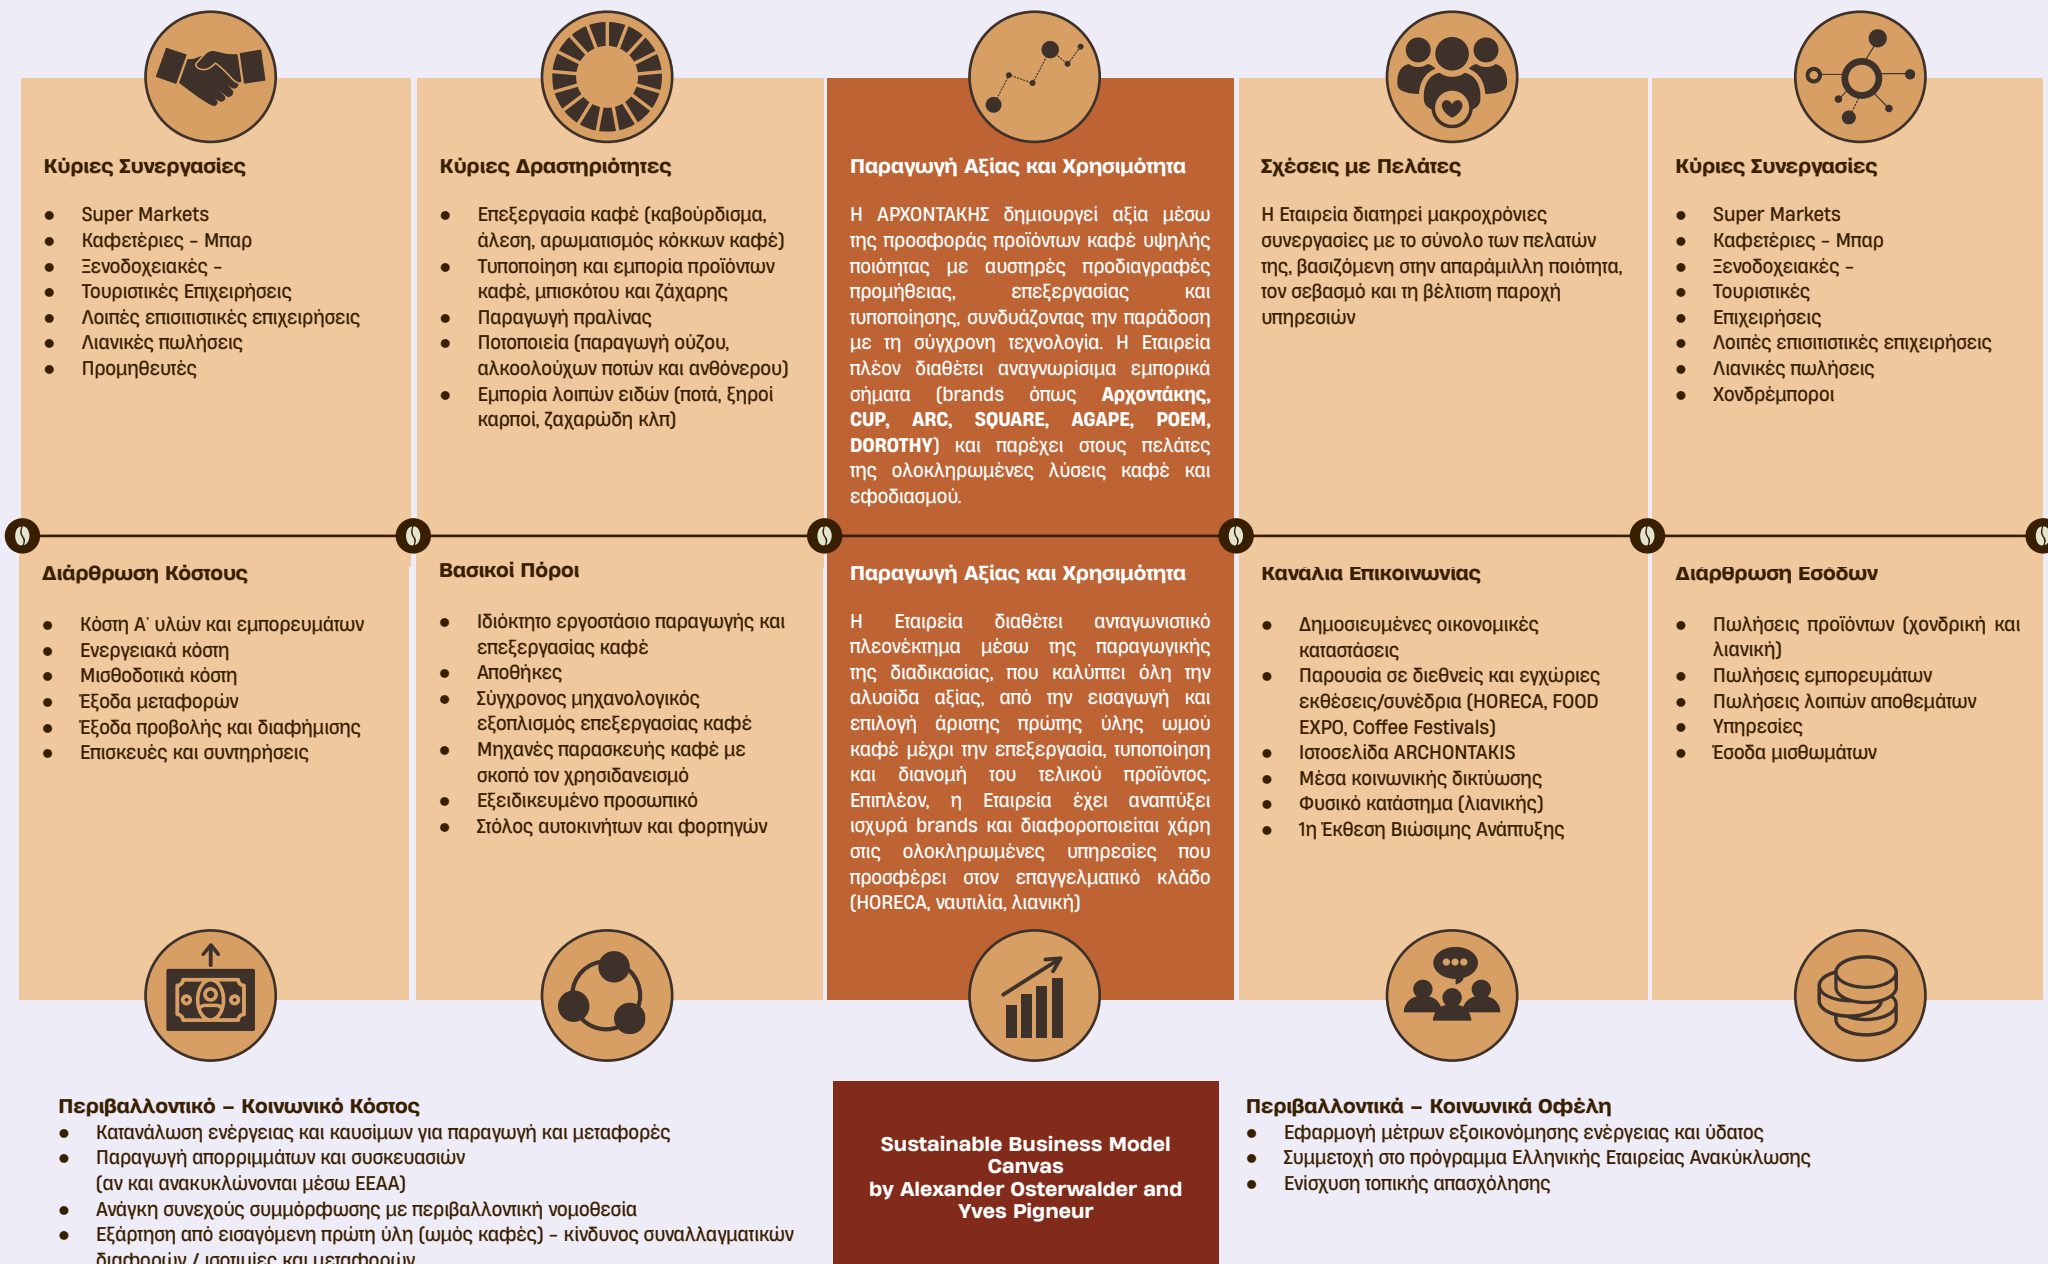 Κύριες Συνεργασίες
● Super Markets
● Καφετέριες – Μπαρ
● Ξενοδοχειακές –
● Τουριστικές Επιχειρήσεις
● Λοιπές επισιτιστικές επιχειρήσεις
● Λιανικές πωλήσεις
● Προμηθευτές
Κύριες Δραστηριότητες
● Επεξεργασία καφέ (καβούρδισμα,
άλεση, αρωματισμός κόκκων καφέ)
● Τυποποίηση και εμπορία προϊόντων
καφέ, μπισκότου και ζάχαρης
● Παραγωγή πραλίνας
● Ποτοποιεία (παραγωγή ούζου,
αλκοολούχων ποτών και ανθόνερου)
● Εμπορία λοιπών ειδών (ποτά, ξηροί
καρποί, ζαχαρώδη κλπ)
Παραγωγή Αξίας και Χρησιμότητα
Η ΑΡΧΟΝΤΑΚΗΣ δημιουργεί αξία μέσω
της προσφοράς προϊόντων καφέ υψηλής
ποιότητας με αυστηρές προδιαγραφές
προμήθειας, επεξεργασίας και
τυποποίησης, συνδυάζοντας την παράδοση
με τη σύγχρονη τεχνολογία. Η Εταιρεία
πλέον διαθέτει αναγνωρίσιμα εμπορικά
σήματα (brands όπως Αρχοντάκης,
CUP, ARC, SQUARE, AGAPE, POEM,
DOROTHY) και παρέχει στους πελάτες
της ολοκληρωμένες λύσεις καφέ και
εφοδιασμού.
Σχέσεις με Πελάτες
Η Εταιρεία διατηρεί μακροχρόνιες
συνεργασίες με το σύνολο των πελατών
της, βασιζόμενη στην απαράμιλλη ποιότητα,
τον σεβασμό και τη βέλτιστη παροχή
υπηρεσιών
Κύριες Συνεργασίες
● Super Markets
● Καφετέριες – Μπαρ
● Ξενοδοχειακές –
● Τουριστικές
● Επιχειρήσεις
● Λοιπές επισιτιστικές επιχειρήσεις
● Λιανικές πωλήσεις
● Χονδρέμποροι
Διάρθρωση Κόστους
● Κόστη Α΄ υλών και εμπορευμάτων
● Ενεργειακά κόστη
● Μισθοδοτικά κόστη
● Έξοδα μεταφορών
● Έξοδα προβολής και διαφήμισης
● Επισκευές και συντηρήσεις
Βασικοί Πόροι
● Ιδιόκτητο εργοστάσιο παραγωγής και
επεξεργασίας καφέ
● Αποθήκες
● Σύγχρονος μηχανολογικός
εξοπλισμός επεξεργασίας καφέ
● Μηχανές παρασκευής καφέ με
σκοπό τον χρησιδανεισμό
● Εξειδικευμένο προσωπικό
● Στόλος αυτοκινήτων και φορτηγών
Παραγωγή Αξίας και Χρησιμότητα
Η Εταιρεία διαθέτει ανταγωνιστικό
πλεονέκτημα μέσω της παραγωγικής
της διαδικασίας, που καλύπτει όλη την
αλυσίδα αξίας, από την εισαγωγή και
επιλογή άριστης πρώτης ύλης ωμού
καφέ μέχρι την επεξεργασία, τυποποίηση
και διανομή του τελικού προϊόντος.
Επιπλέον, η Εταιρεία έχει αναπτύξει
ισχυρά brands και διαφοροποιείται χάρη
στις ολοκληρωμένες υπηρεσίες που
προσφέρει στον επαγγελματικό κλάδο
(HORECA, ναυτιλία, λιανική)
Κανάλια Επικοινωνίας
● Δημοσιευμένες οικονομικές
καταστάσεις
● Παρουσία σε διεθνείς και εγχώριες
εκθέσεις/συνέδρια (HORECA, FOOD
EXPO, Coffee Festivals)
● Ιστοσελίδα ARCHONTAKIS
● Μέσα κοινωνικής δικτύωσης
● Φυσικό κατάστημα (λιανικής)
● 1η Έκθεση Βιώσιμης Ανάπτυξης
Διάρθρωση Εσόδων
● Πωλήσεις προϊόντων (χονδρική και
λιανική)
● Πωλήσεις εμπορευμάτων
● Πωλήσεις λοιπών αποθεμάτων
● Υπηρεσίες
● Έσοδα μισθωμάτων
Περιβαλλοντικό – Κοινωνικό Κόστος
● Κατανάλωση ενέργειας και καυσίμων για παραγωγή και μεταφορές
● Παραγωγή απορριμμάτων και συσκευασιών
(αν και ανακυκλώνονται μέσω ΕΕΑΑ)
● Ανάγκη συνεχούς συμμόρφωσης με περιβαλλοντική νομοθεσία
● Εξάρτηση από εισαγόμενη πρώτη ύλη (ωμός καφές) – κίνδυνος συναλλαγματικών
διαφορών / ισοτιμίες και μεταφορών
Sustainable Business Model
Canvas
by Alexander Osterwalder and
Yves Pigneur
Περιβαλλοντικά – Κοινωνικά Οφέλη
● Εφαρμογή μέτρων εξοικονόμησης ενέργειας και ύδατος
● Συμμετοχή στο πρόγραμμα Ελληνικής Εταιρείας Ανακύκλωσης
● Ενίσχυση τοπικής απασχόλησης